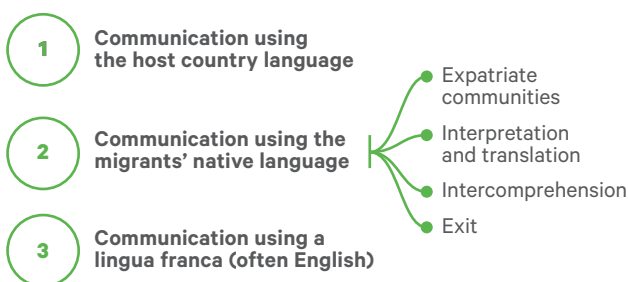 1
Communication using
the host country language
2
Communication using the
migrants’ native language
Expatriate
communities
Interpretation
and translation
Intercomprehension
Exit
3
Communication using a
lingua franca (often English)